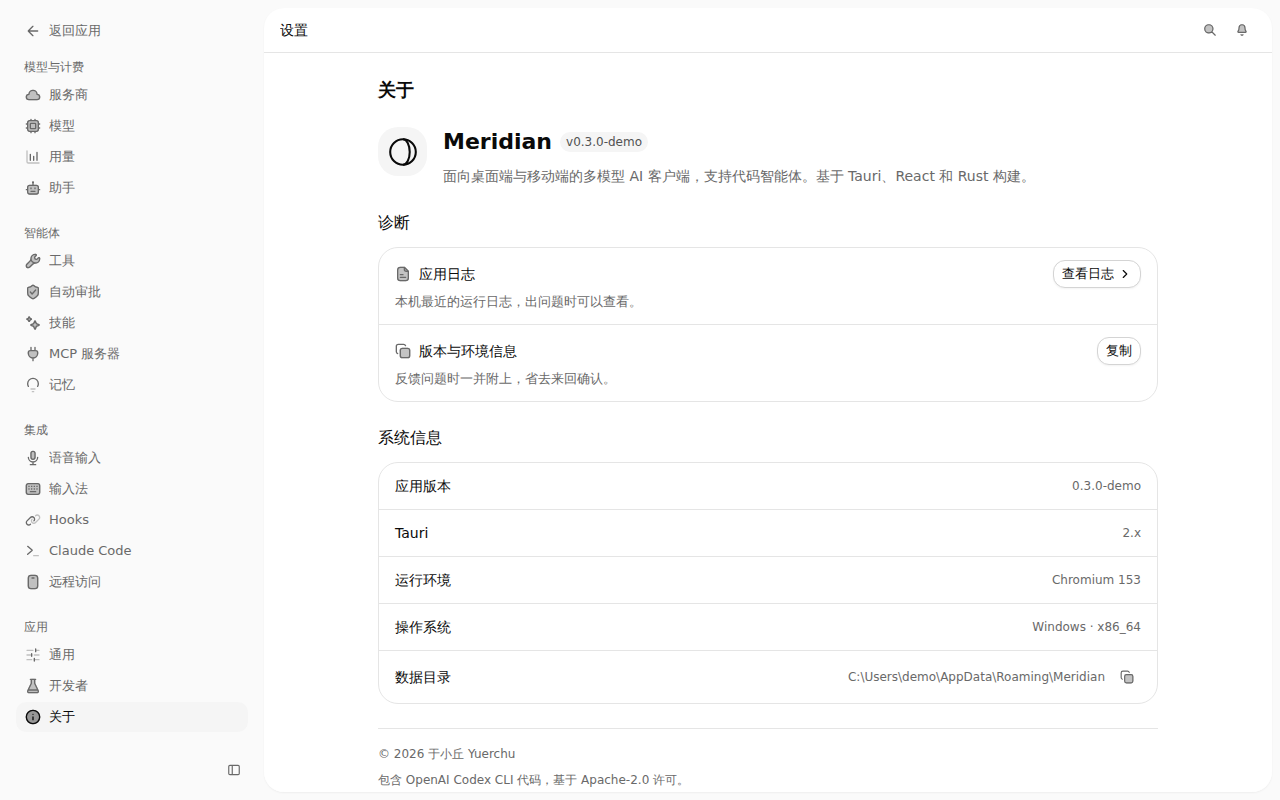 返回应用
模型与计费
服务商
模型
用量
助手
智能体
工具
自动审批
技能
MCP 服务器
记忆
集成
语音输入
输入法
Hooks
Claude Code
远程访问
应用
通用
开发者
关于
设置
关于
Meridian v0.3.0-demo
面向桌面端与移动端的多模型 AI 客户端，支持代码智能体。基于 Tauri、React 和 Rust 构建。
诊断
应用日志 查看日志
本机最近的运行日志，出问题时可以查看。
版本与环境信息 复制
反馈问题时一并附上，省去来回确认。
系统信息
应用版本 0.3.0-demo
Tauri 2.x
运行环境 Chromium 153
操作系统 Windows · x86_64
数据目录 C:\Users\demo\AppData\Roaming\Meridian
© 2026 于小丘 Yuerchu
包含 OpenAI Codex CLI 代码，基于 Apache-2.0 许可。